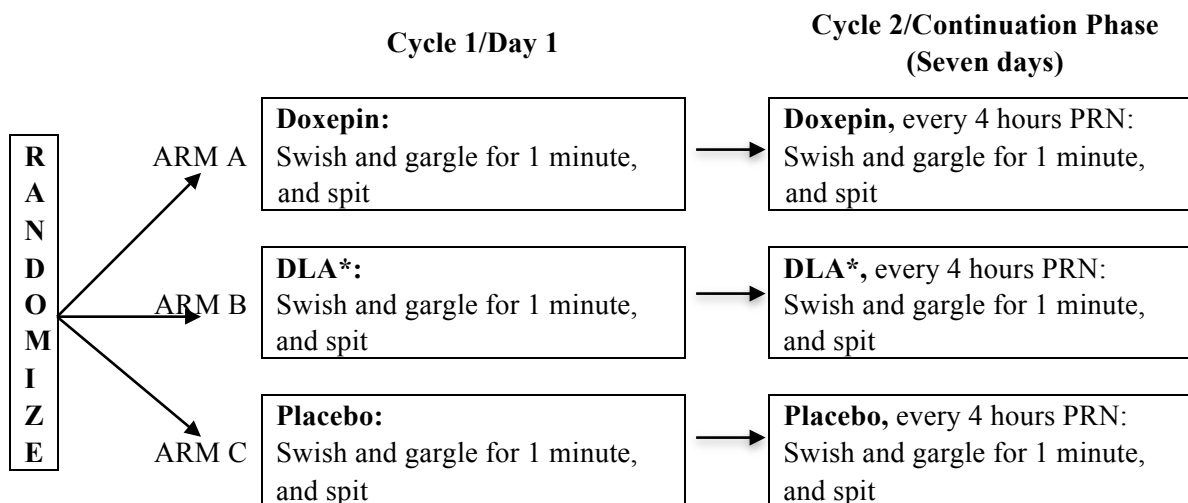 Cycle 1/Day 1
Cycle 2/Continuation Phase
(Seven days)
R
A
N
D
O
M
I
Z
E
ARM A
Doxepin:
Swish and gargle for 1 minute,
and spit
Doxepin, every 4 hours PRN:
Swish and gargle for 1 minute,
and spit
ARM B
DLA*:
Swish and gargle for 1 minute,
and spit
DLA*, every 4 hours PRN:
Swish and gargle for 1 minute,
and spit
ARM C
Placebo:
Swish and gargle for 1 minute,
and spit
Placebo, every 4 hours PRN:
Swish and gargle for 1 minute,
and spit